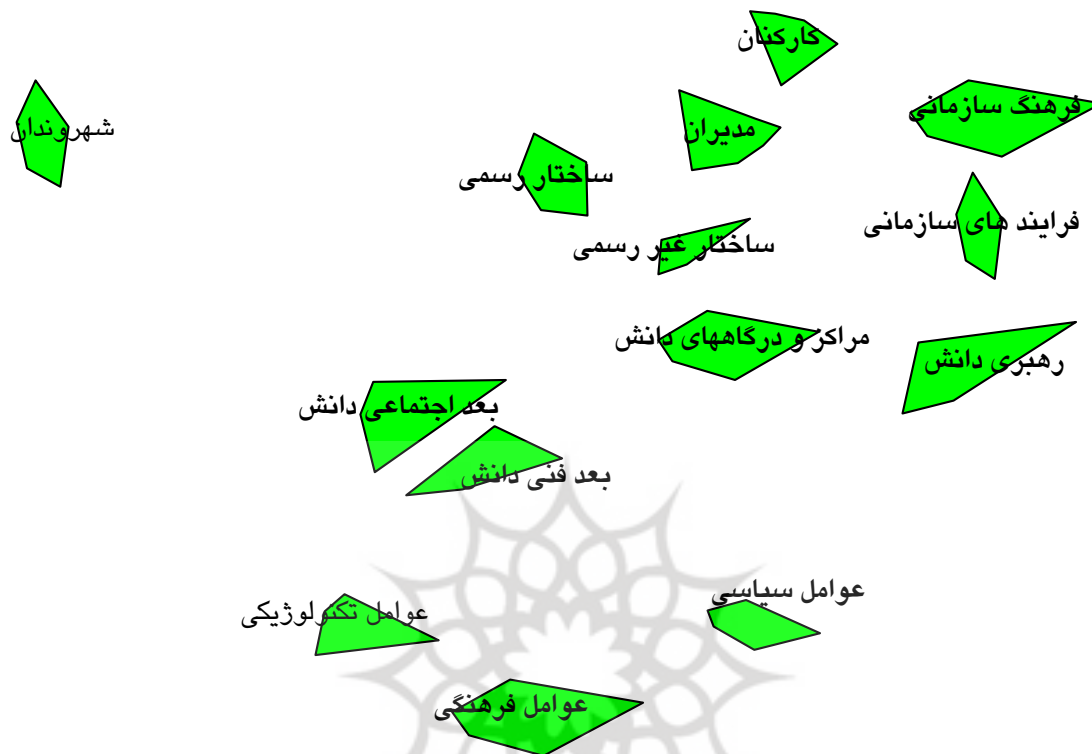 کارکنان
فرهنگ سازمانی
مدیران
شهروندان
ساختار رسمی
فرایند های سازمانی
ساختار غیر رسمی
مراکز و درگاههای دانش
رهبری دانش
بعد اجتماعی دانش
بعد فنی دانش
عوامل سیاسی
عوامل تکنولوژیکی
عوامل فرهنگی